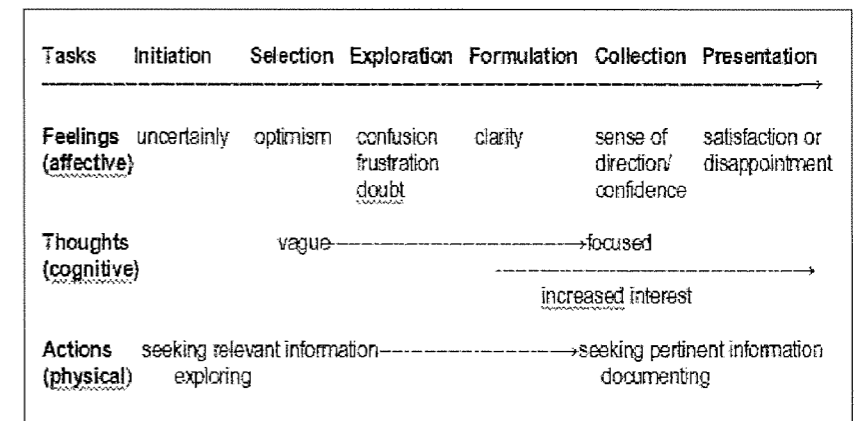 Tasks Initiation Selection Exploration Formulation Collection Presentation
Feelings uncertainly optimism confusion clarity sense of satisfaction or
(affective) frustration direction/ disappointment
doubt confidence
Thoughts vague focused
(cognitive)
increased interest
Actions seeking relevant information seeking pertinent information
(physical) exploring documenting